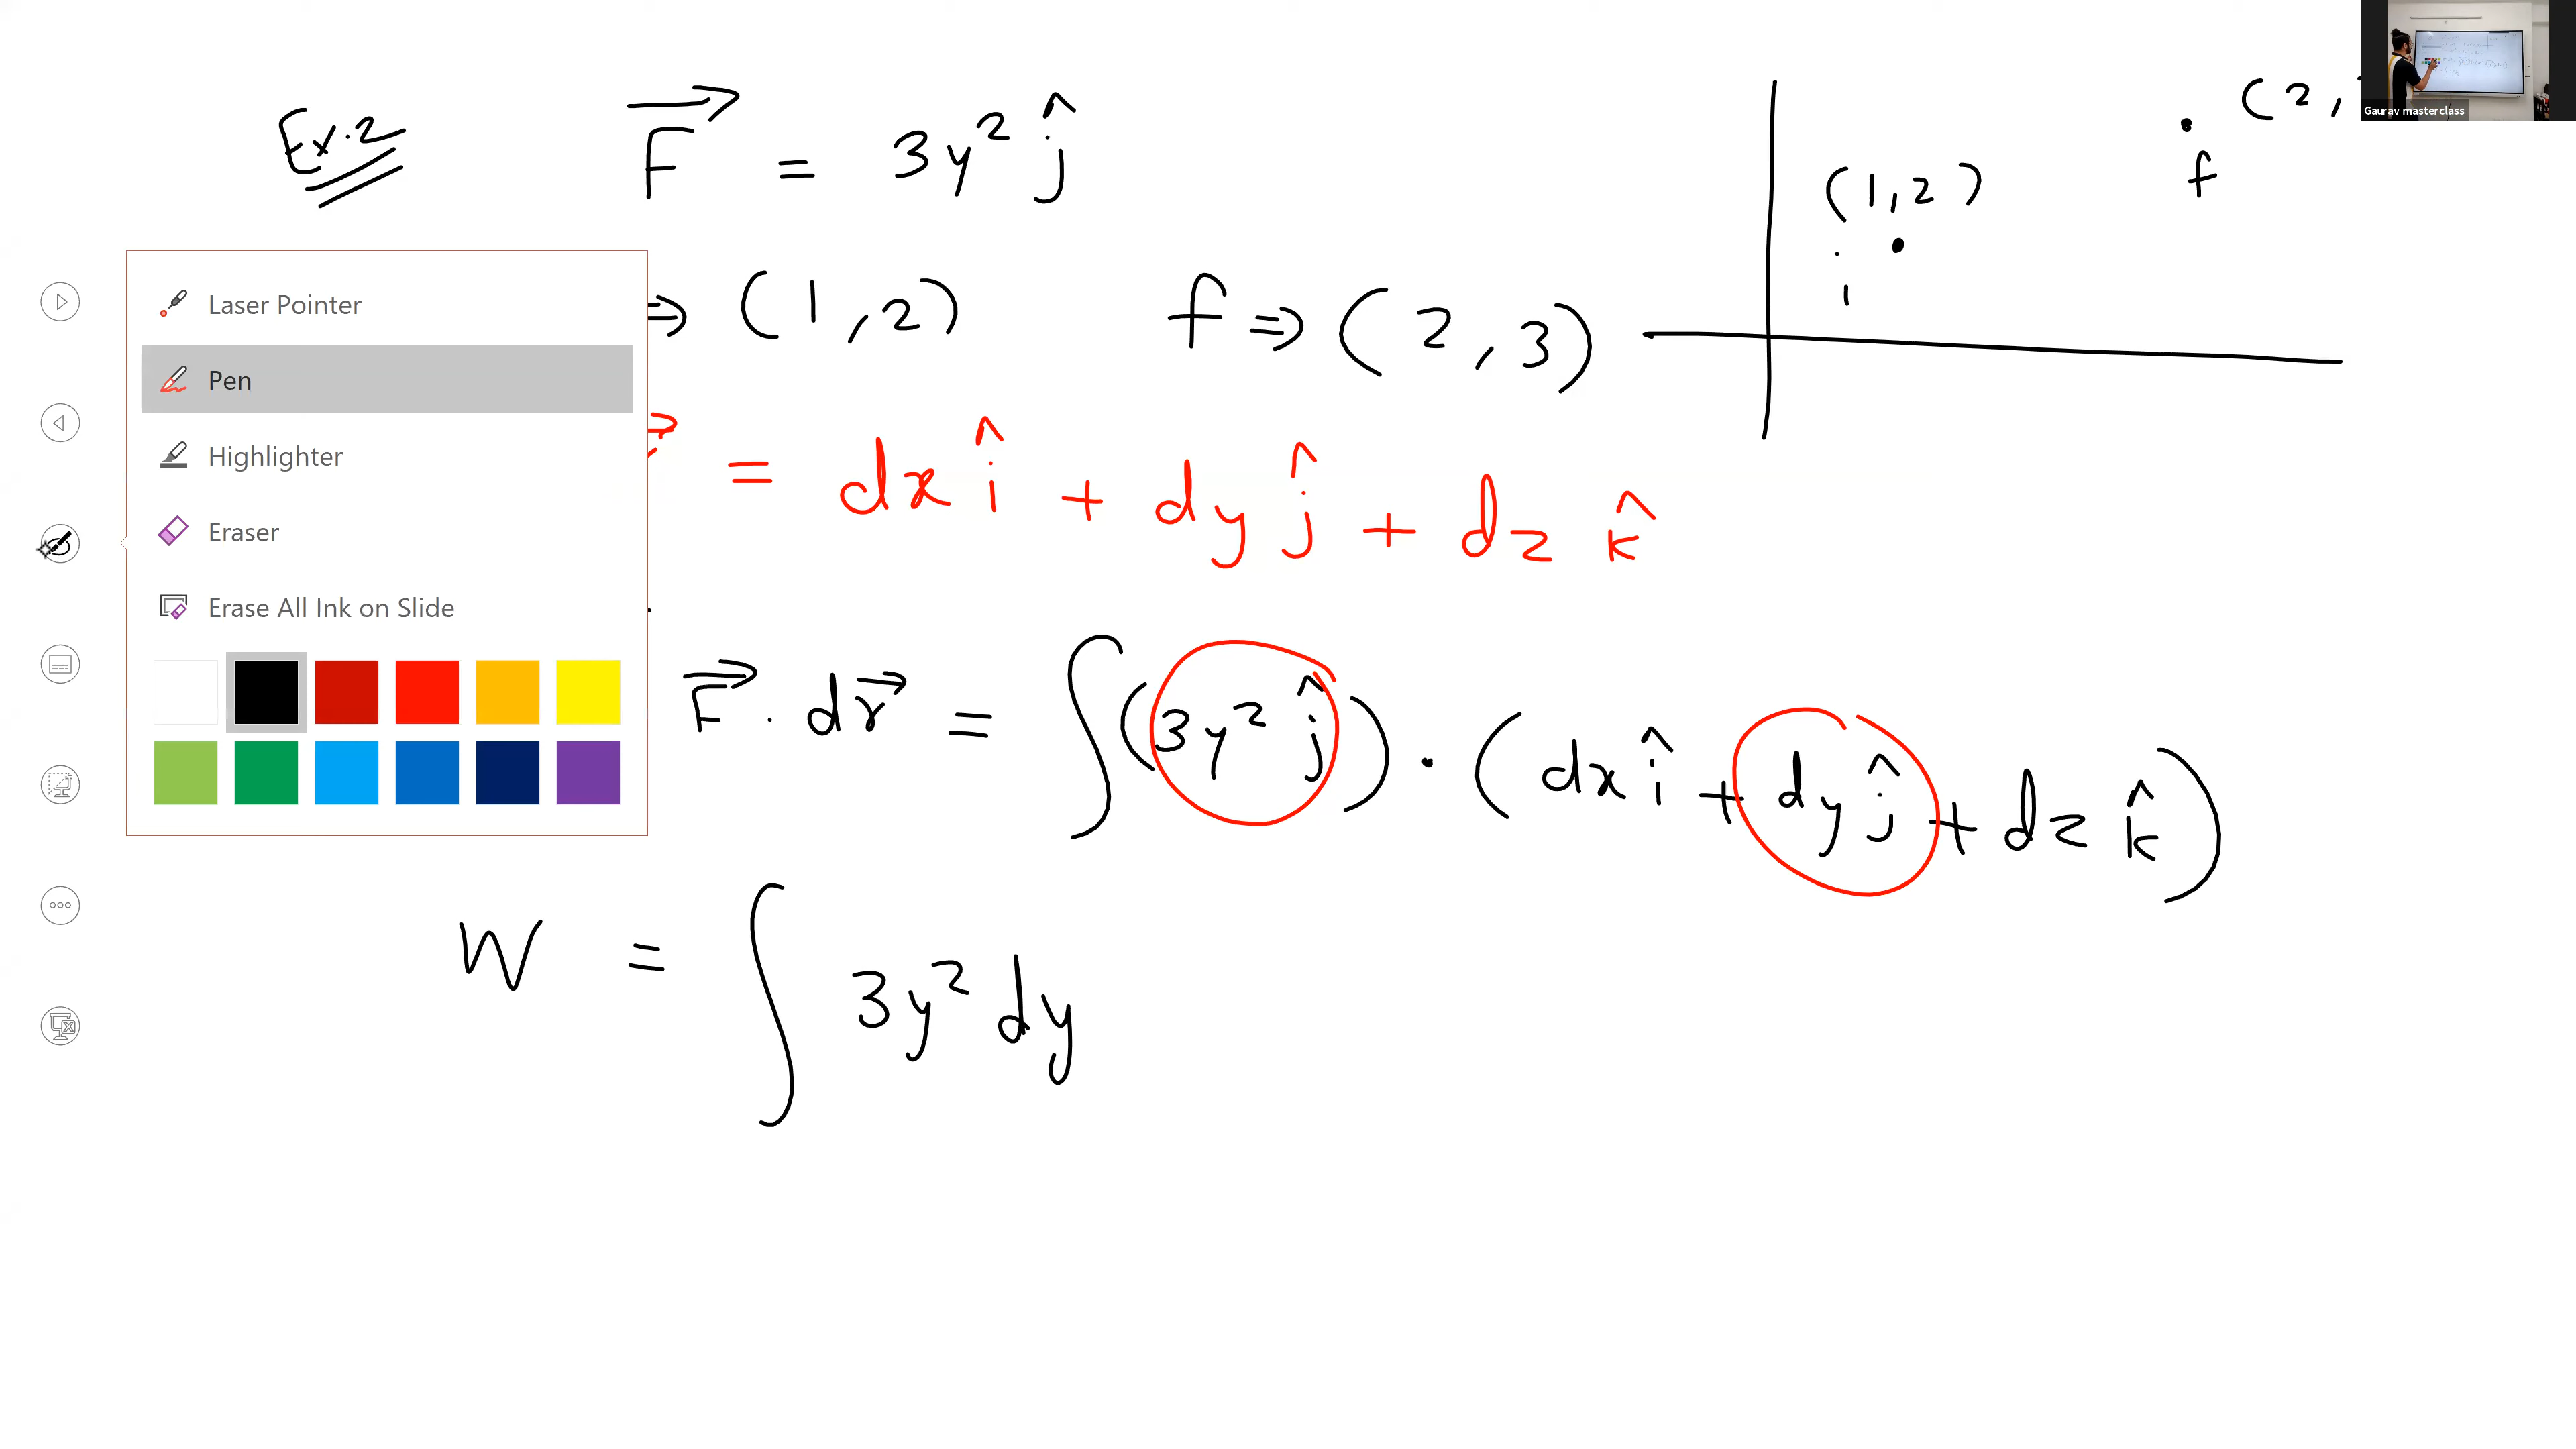 Ex.2 F⃗ = 3y² ĵ
(1,2) f
(2,
Gaurav masterclass
i
⇒ (1,2) f ⇒ (2,3)
= dx î + dy ĵ + dz k̂
F⃗ . dr⃗ = ∫(3y² ĵ) . (dx î + dy ĵ + dz k̂)
W = ∫ 3y² dy
Laser Pointer
Pen
Highlighter
Eraser
Erase All Ink on Slide